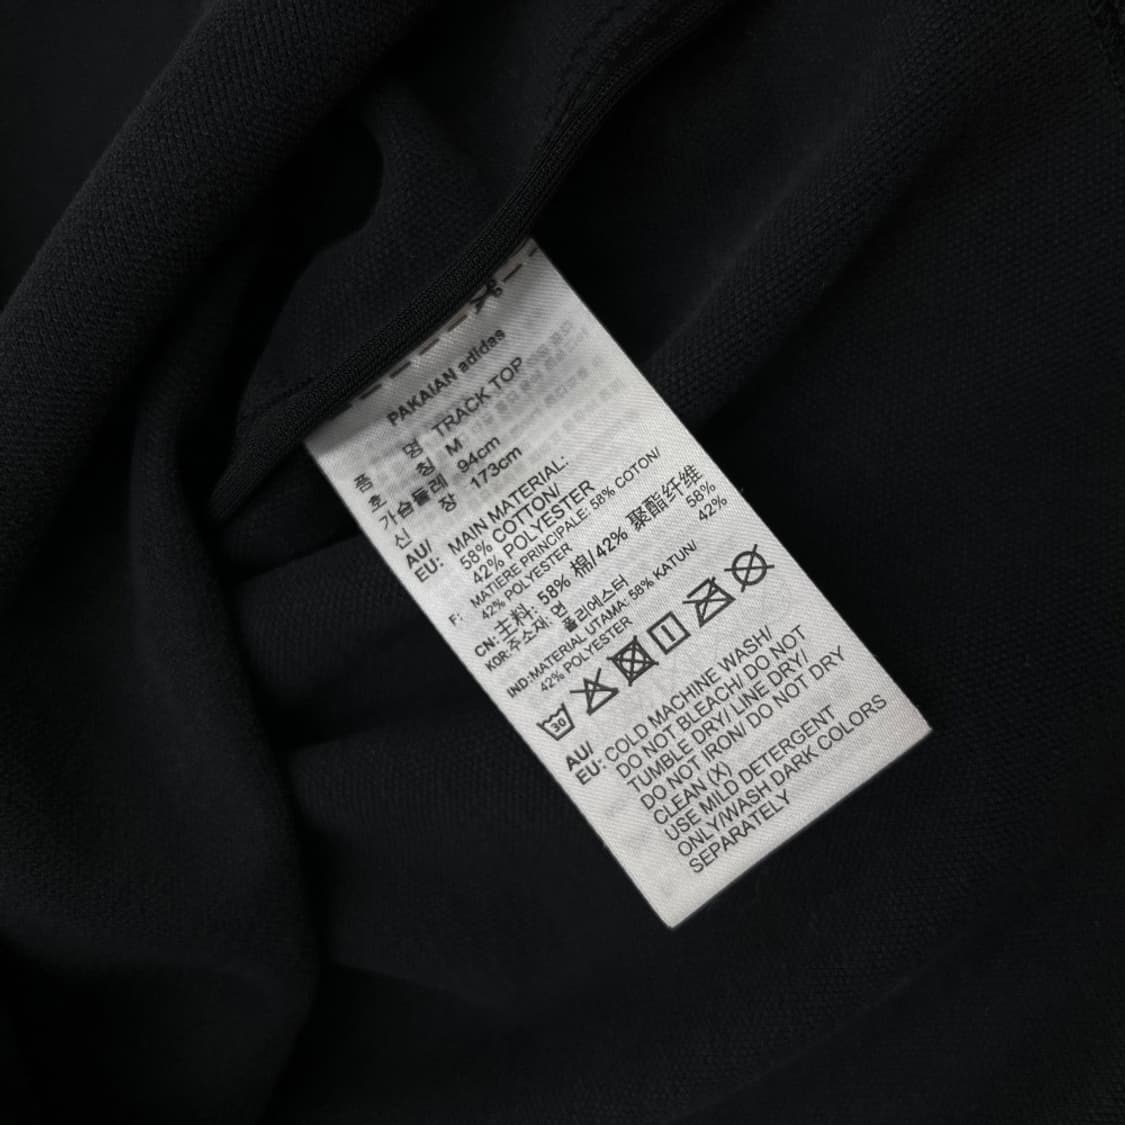 PAKAIAN adidas
품 명 TRACK TOP
호 칭 M
가슴둘레 94cm
신 장 173cm
AU/
EU: MAIN MATERIAL:
58% COTTON/
42% POLYESTER
F: MATIERE PRINCIPALE: 58% COTON/
42% POLYESTER
CN: 主料: 58% 棉/42% 聚酯纤维
KOR: 주소재: 면 58%
폴리에스터 42%
IND: MATERIAL UTAMA: 58% KATUN/
42% POLYESTER
30
AU/
EU: COLD MACHINE WASH/
DO NOT BLEACH/ DO NOT
TUMBLE DRY/ LINE DRY/
DO NOT IRON/ DO NOT DRY
CLEAN (X)
USE MILD DETERGENT
ONLY/WASH DARK COLORS
SEPARATELY